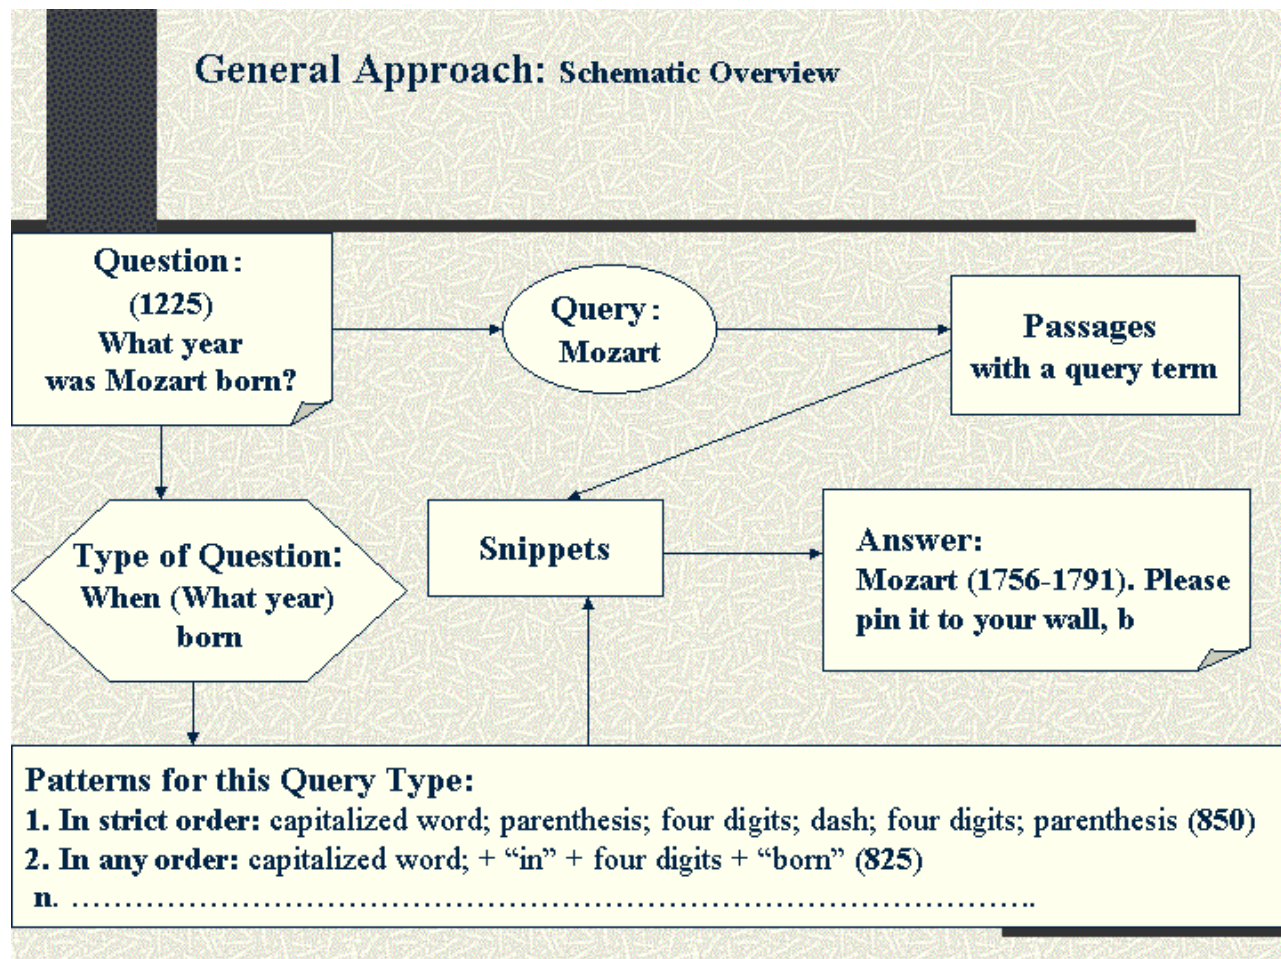 General Approach: Schematic Overview
Question:
(1225)
What year
was Mozart born?
Query:
Mozart
Passages
with a query term
Type of Question:
When (What year)
born
Snippets
Answer:
Mozart (1756-1791). Please
pin it to your wall, b
Patterns for this Query Type:
1. In strict order: capitalized word; parenthesis; four digits; dash; four digits; parenthesis (850)
2. In any order: capitalized word; + “in” + four digits + “born” (825)
n. ……………………………………………………………………..